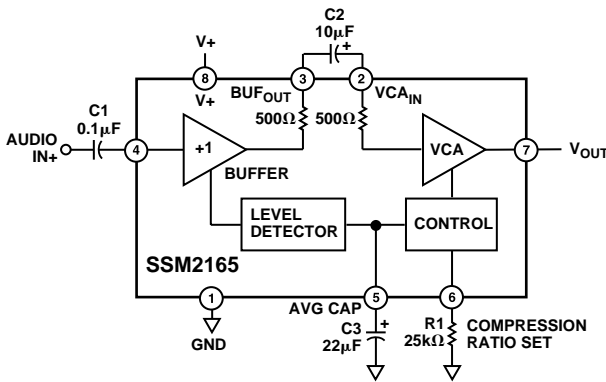 C2
10µF
+
V+
8
V+
3
2
BUFOUT
VCAIN
500Ω
500Ω
C1
0.1µF
AUDIO
IN+
4
+1
BUFFER
VCA
7
VOUT
LEVEL
DETECTOR
CONTROL
SSM2165
1
GND
AVG CAP
5
6
+
C3
22µF
R1
25kΩ
COMPRESSION
RATIO SET